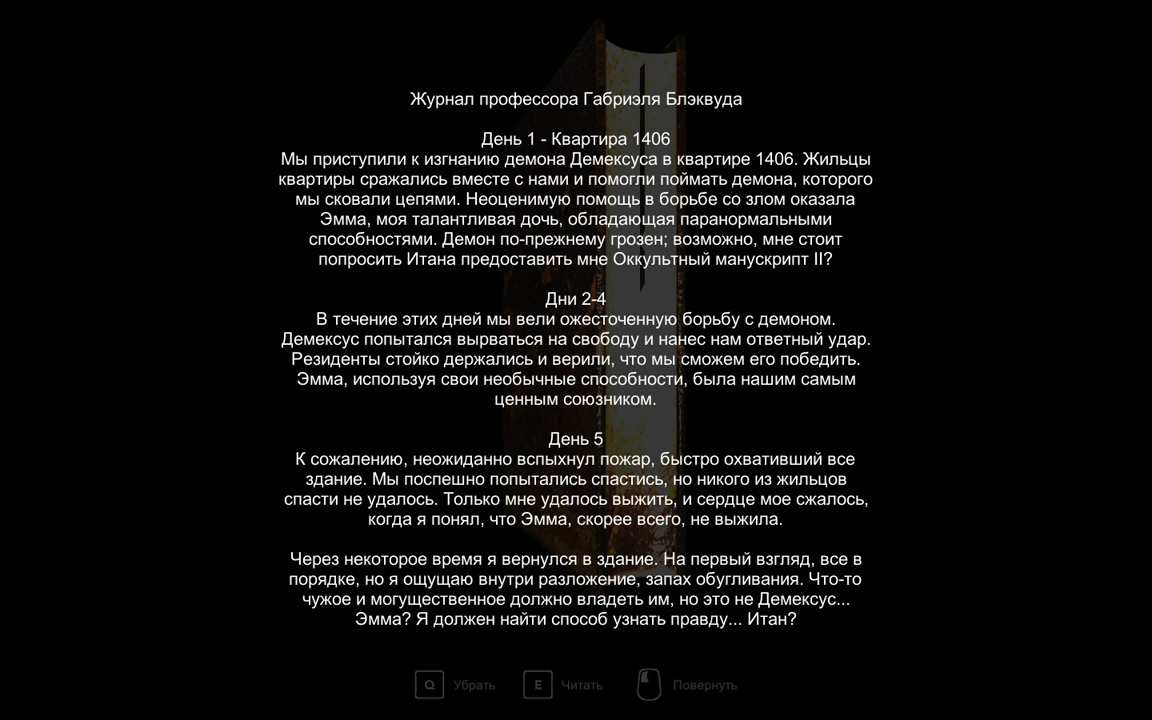 Журнал профессора Габриэля Блэквуда
День 1 - Квартира 1406
Мы приступили к изгнанию демона Демексуса в квартире 1406. Жильцы
квартиры сражались вместе с нами и помогли поймать демона, которого
мы сковали цепями. Неоценимую помощь в борьбе со злом оказала
Эмма, моя талантливая дочь, обладающая паранормальными
способностями. Демон по-прежнему грозен; возможно, мне стоит
попросить Итана предоставить мне Оккультный манускрипт II?
Дни 2-4
В течение этих дней мы вели ожесточенную борьбу с демоном.
Демексус попытался вырваться на свободу и нанес нам ответный удар.
Резиденты стойко держались и верили, что мы сможем его победить.
Эмма, используя свои необычные способности, была нашим самым
ценным союзником.
День 5
К сожалению, неожиданно вспыхнул пожар, быстро охвативший все
здание. Мы поспешно попытались спастись, но никого из жильцов
спасти не удалось. Только мне удалось выжить, и сердце мое сжалось,
когда я понял, что Эмма, скорее всего, не выжила.
Через некоторое время я вернулся в здание. На первый взгляд, все в
порядке, но я ощущаю внутри разложение, запах обугливания. Что-то
чужое и могущественное должно владеть им, но это не Демексус...
Эмма? Я должен найти способ узнать правду... Итан?
Q Убрать E Читать Повернуть